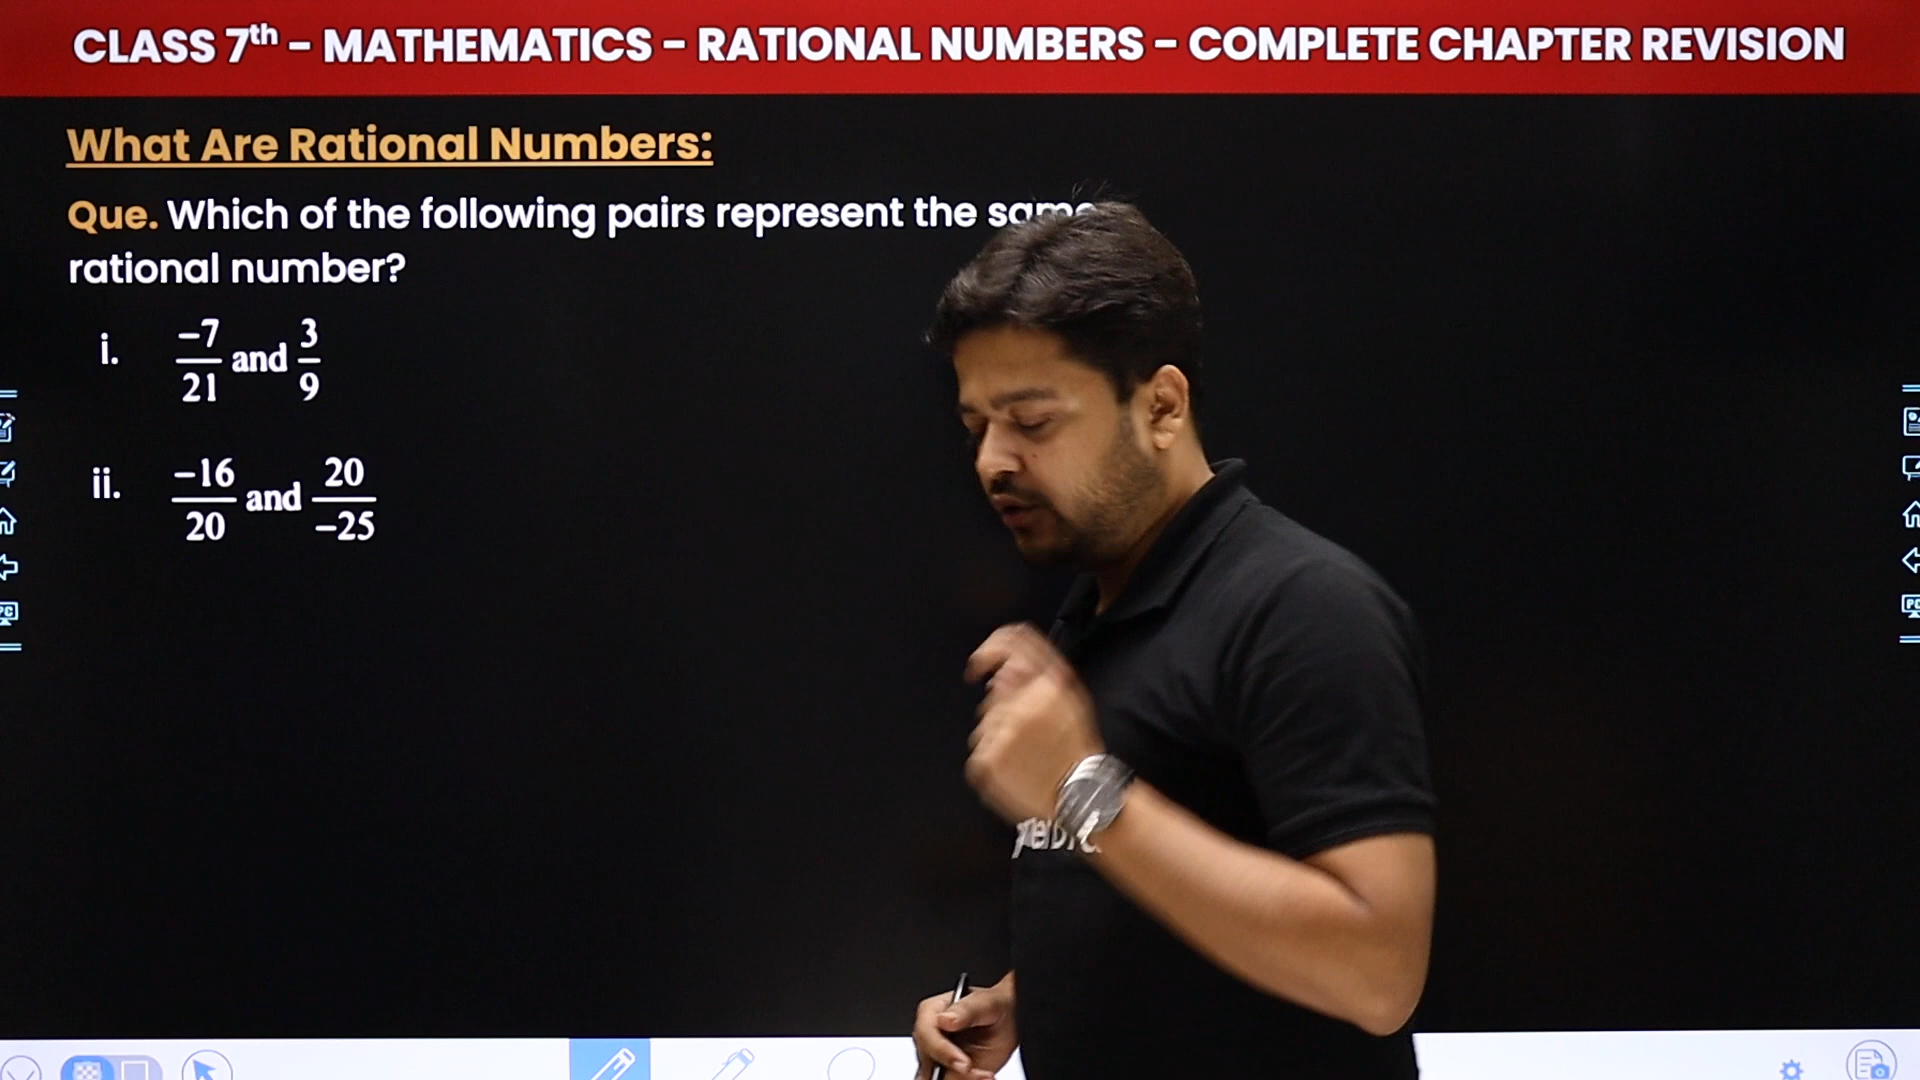 CLASS 7th – MATHEMATICS – RATIONAL NUMBERS – COMPLETE CHAPTER REVISION
What Are Rational Numbers:
Que. Which of the following pairs represent the same
rational number?
i. −7/21 and 3/9
ii. −16/20 and 20/−25
PC